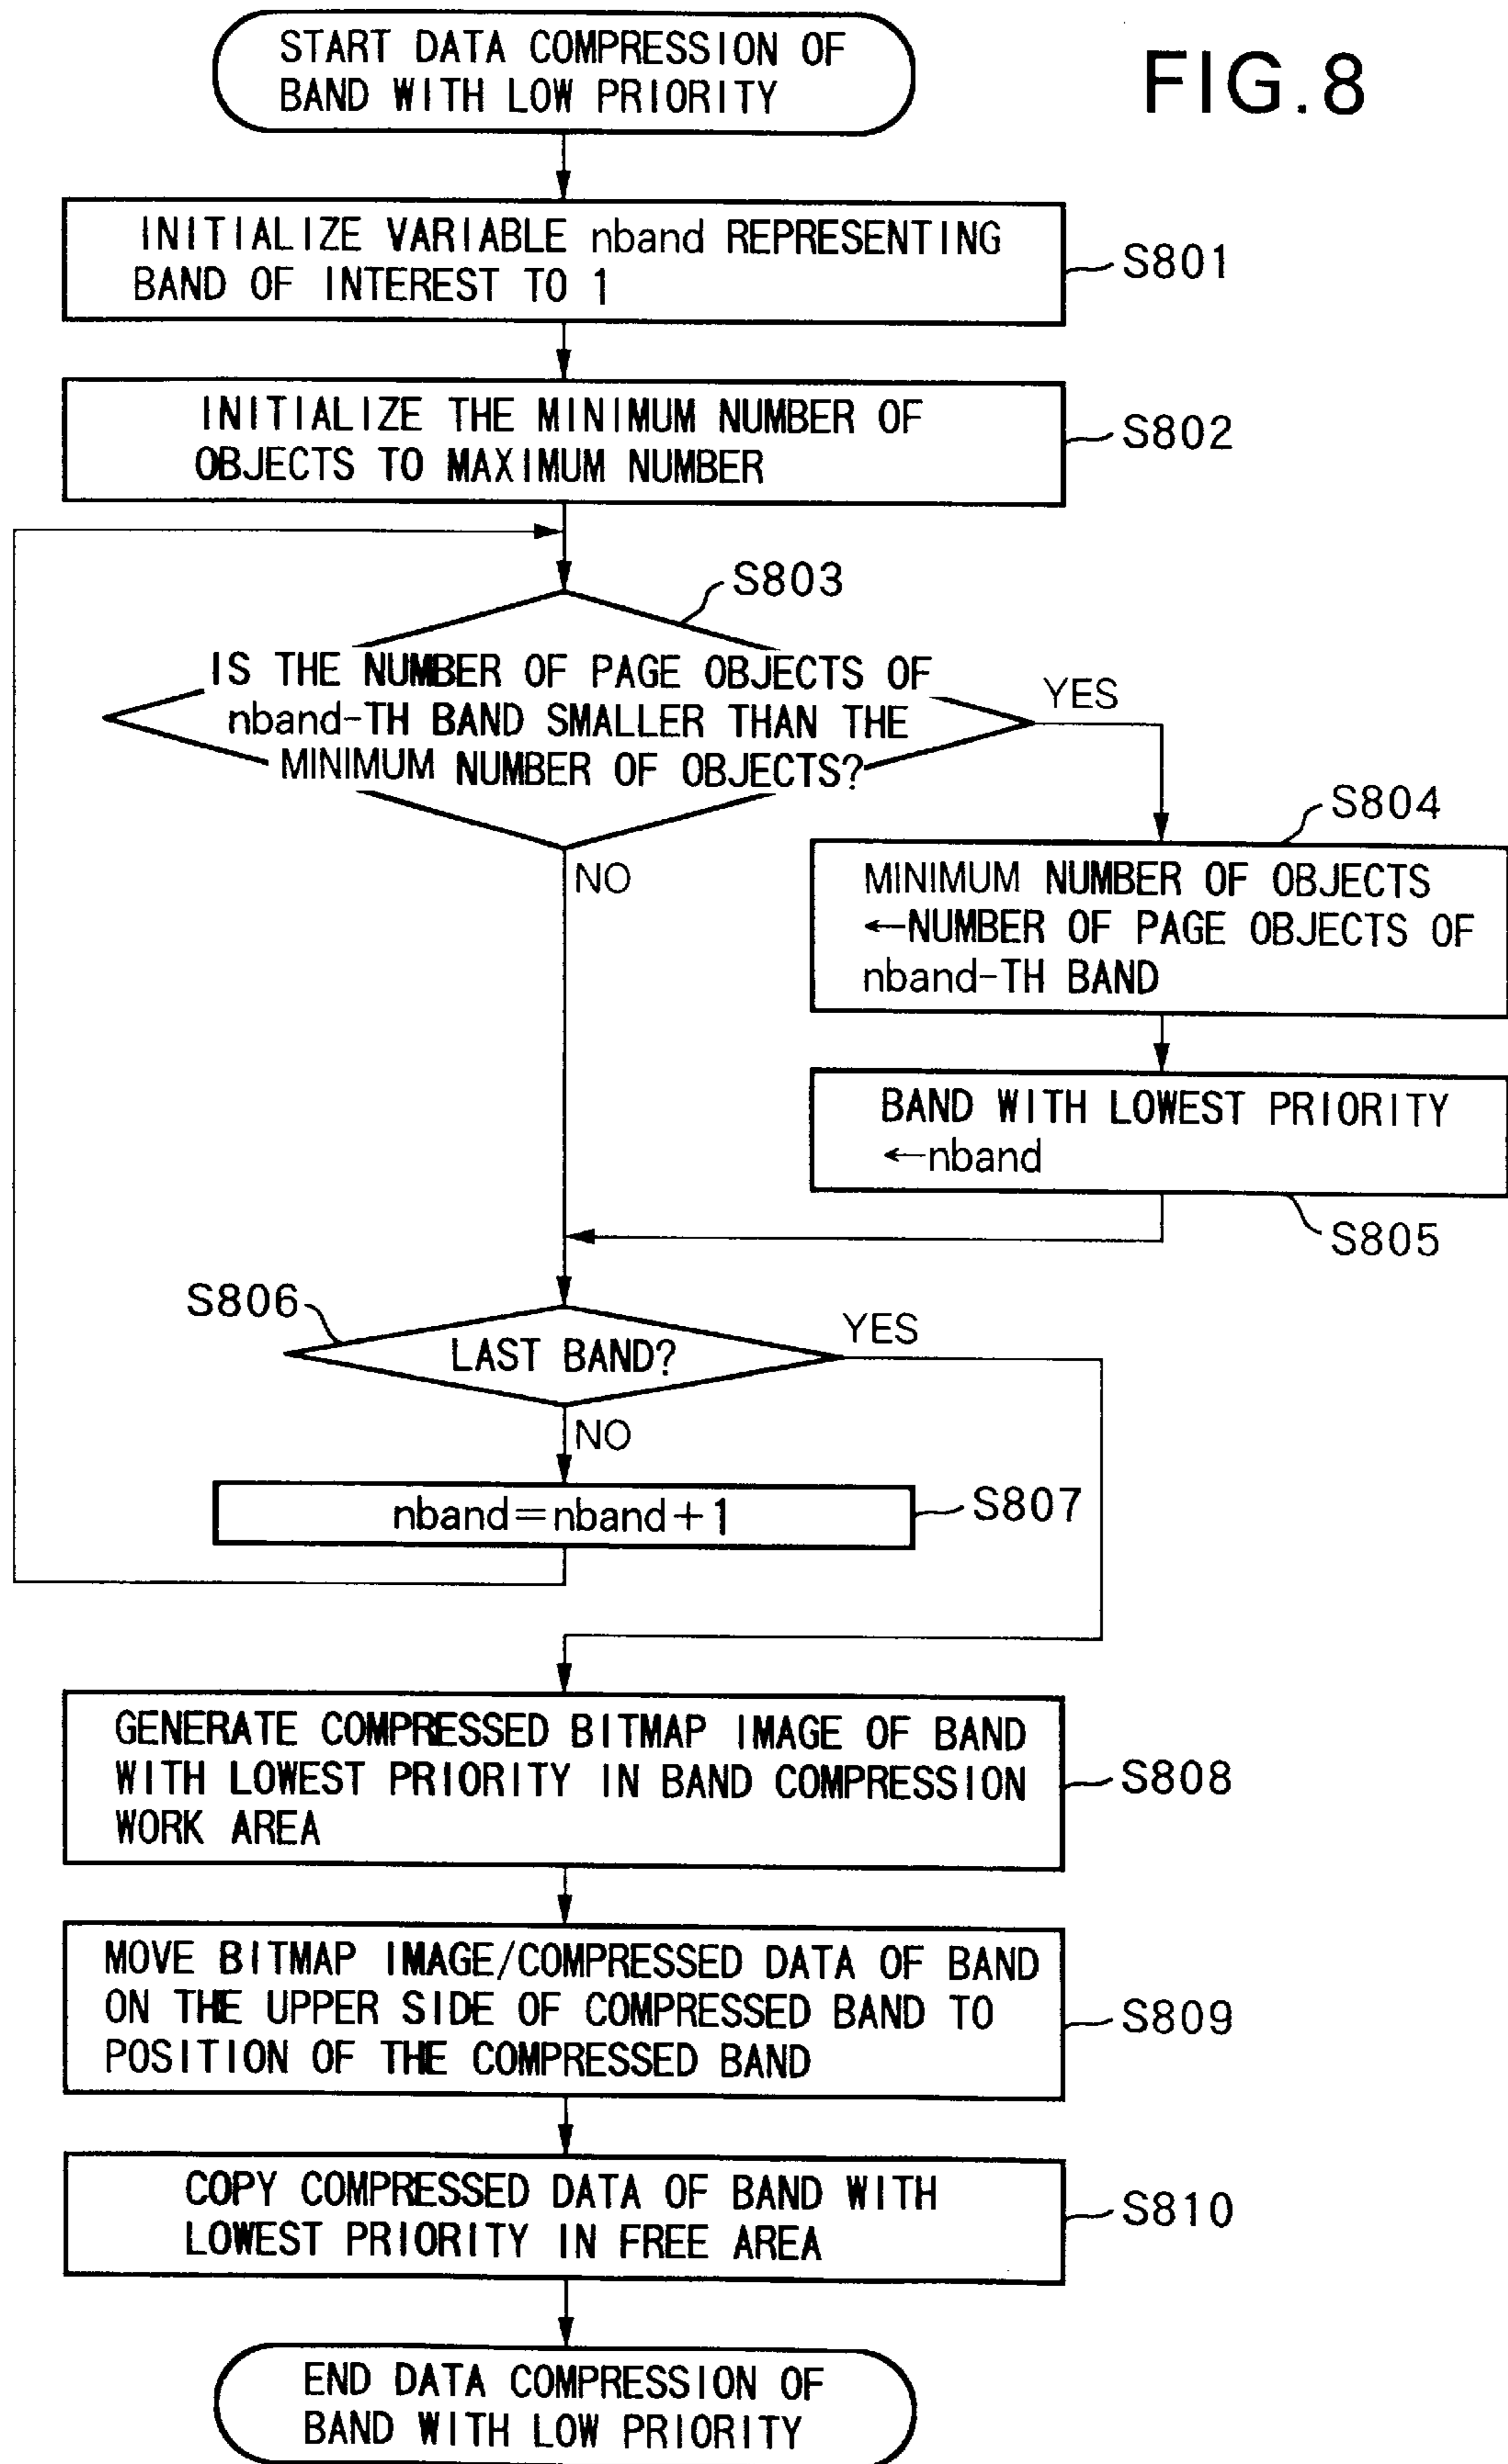 FIG.8
START DATA COMPRESSION OF
BAND WITH LOW PRIORITY
INITIALIZE VARIABLE nband REPRESENTING
BAND OF INTEREST TO 1
S801
INITIALIZE THE MINIMUM NUMBER OF
OBJECTS TO MAXIMUM NUMBER
S802
S803
IS THE NUMBER OF PAGE OBJECTS OF
nband-TH BAND SMALLER THAN THE
MINIMUM NUMBER OF OBJECTS?
YES
NO
S804
MINIMUM NUMBER OF OBJECTS
←NUMBER OF PAGE OBJECTS OF
nband-TH BAND
BAND WITH LOWEST PRIORITY
←nband
S805
S806
LAST BAND?
YES
NO
nband=nband+1
S807
GENERATE COMPRESSED BITMAP IMAGE OF BAND
WITH LOWEST PRIORITY IN BAND COMPRESSION
WORK AREA
S808
MOVE BITMAP IMAGE/COMPRESSED DATA OF BAND
ON THE UPPER SIDE OF COMPRESSED BAND TO
POSITION OF THE COMPRESSED BAND
S809
COPY COMPRESSED DATA OF BAND WITH
LOWEST PRIORITY IN FREE AREA
S810
END DATA COMPRESSION OF
BAND WITH LOW PRIORITY